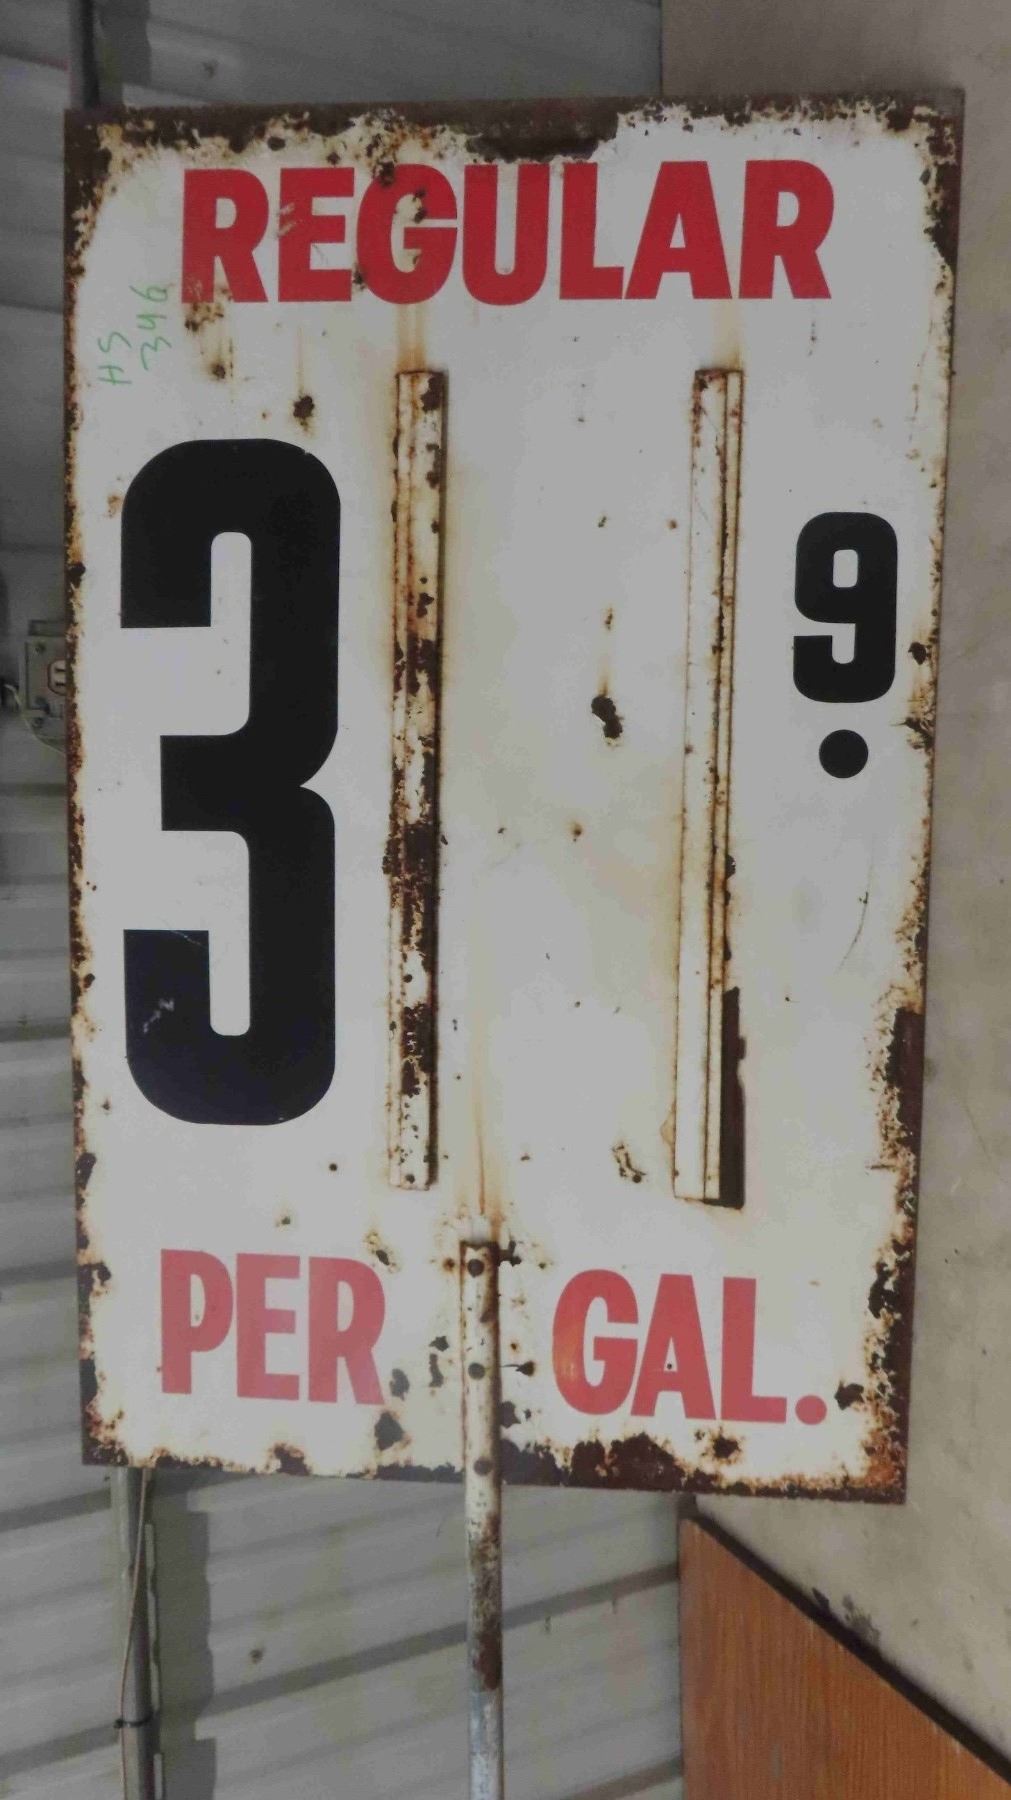 REGULAR
HS
346
3 9.
PER GAL.